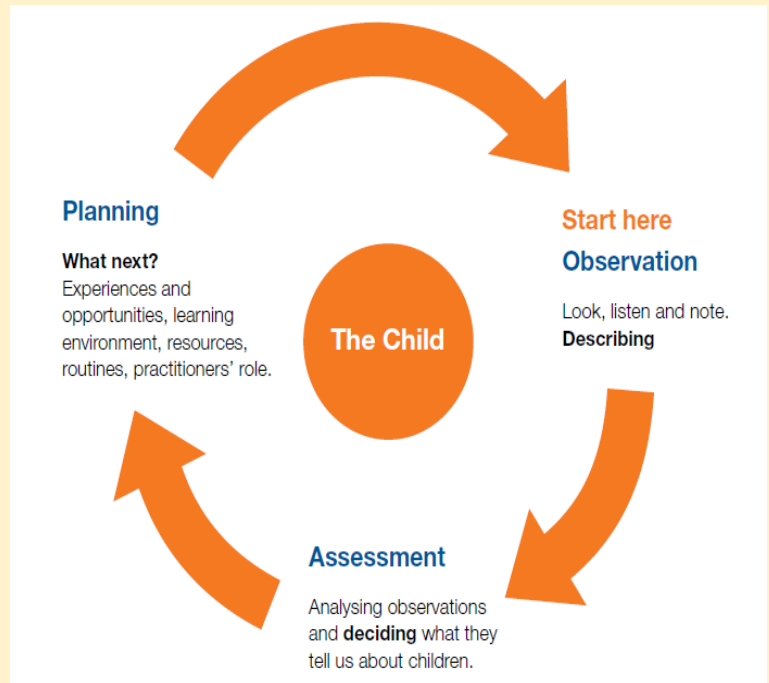 Start here
Observation
Look, listen and note.
Describing
Assessment
Analysing observations
and deciding what they
tell us about children.
Planning
What next?
Experiences and
opportunities, learning
environment, resources,
routines, practitioners' role.
The Child